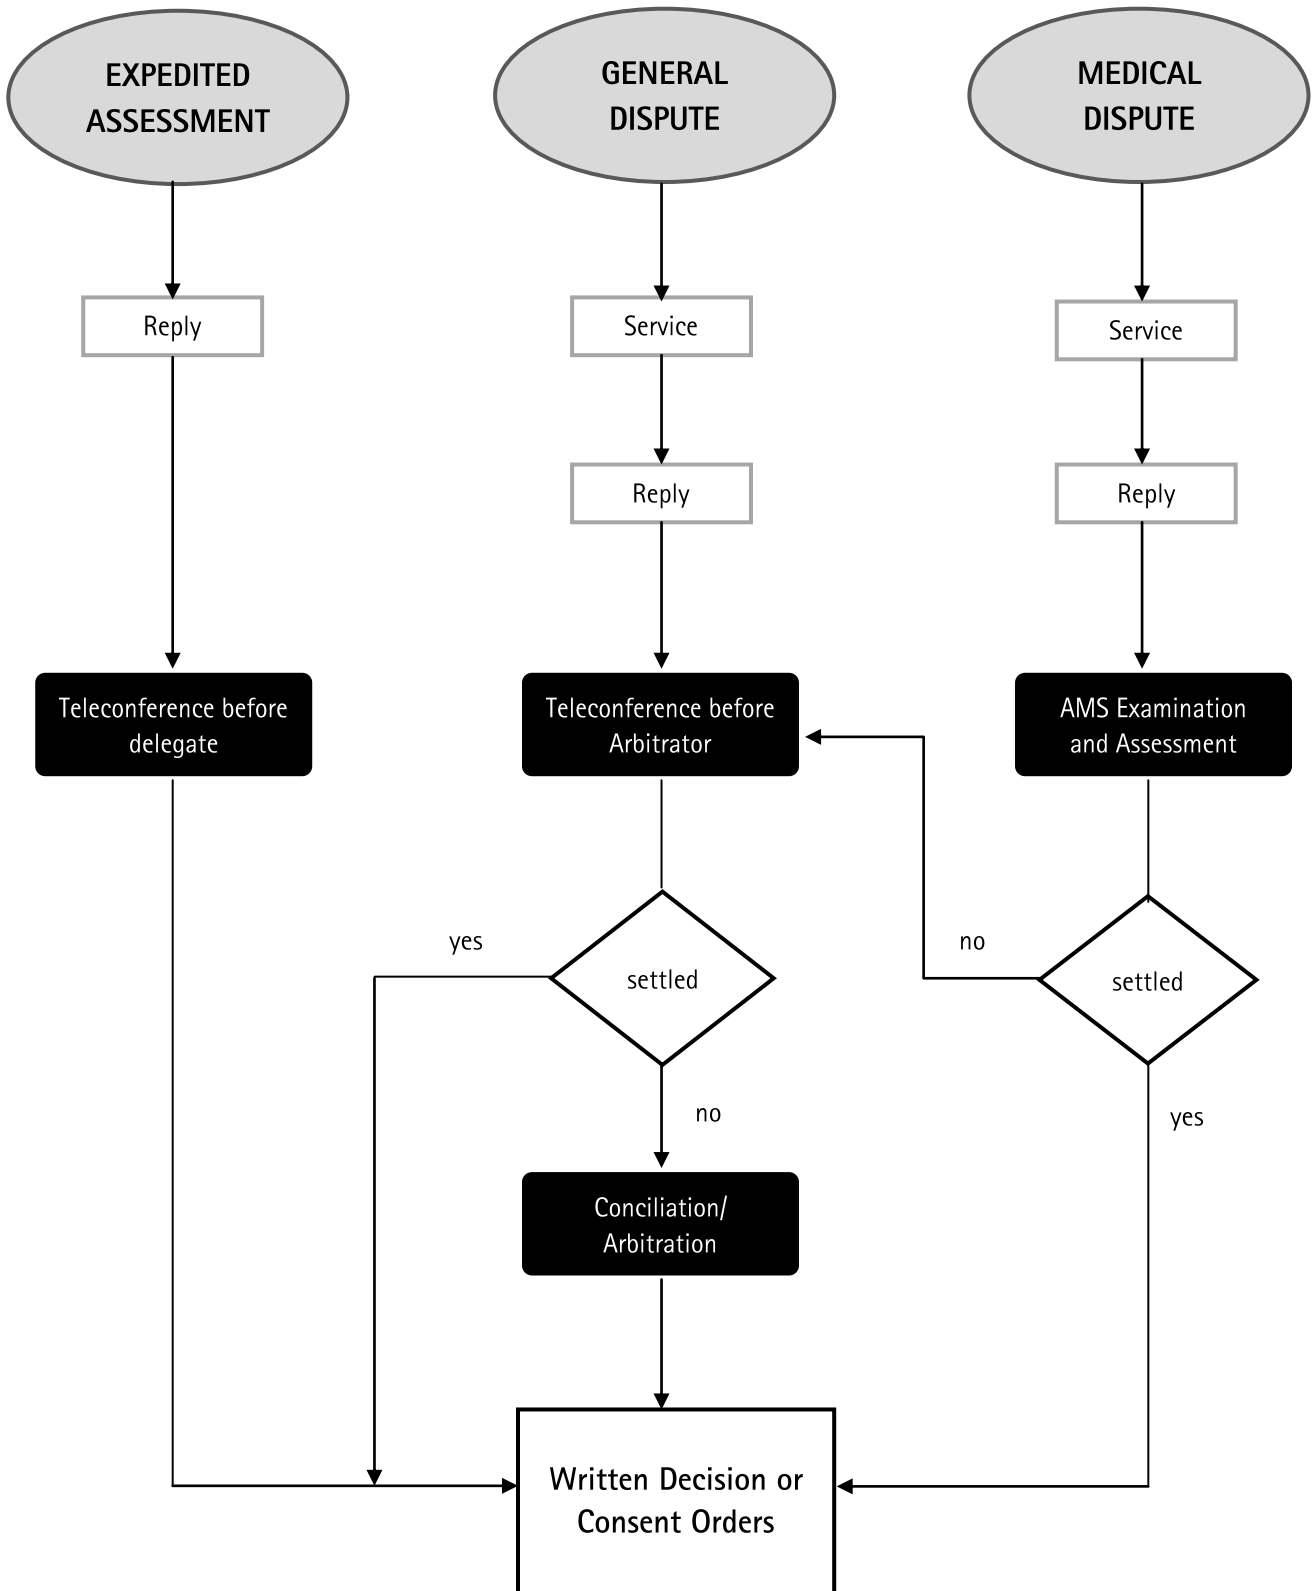 EXPEDITED
ASSESSMENT
GENERAL
DISPUTE
MEDICAL
DISPUTE
Reply
Service
Service
Reply
Reply
Teleconference before
delegate
Teleconference before
Arbitrator
AMS Examination
and Assessment
yes
no
settled
settled
no
yes
Conciliation/
Arbitration
Written Decision or
Consent Orders